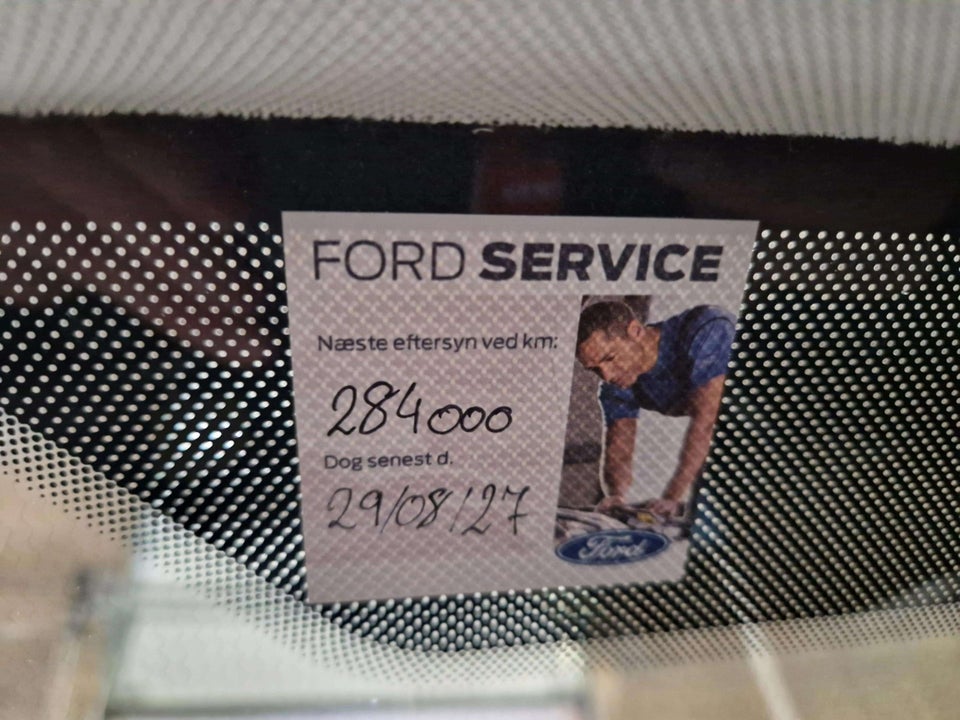 FORD SERVICE
Næste eftersyn ved km:
284000
Dog senest d.
29/08/27
Ford